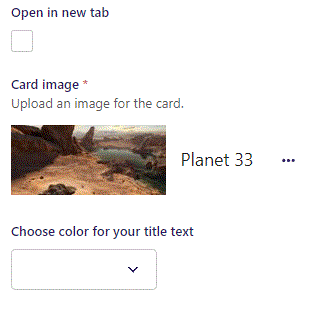 Open in new tab
Card image *
Upload an image for the card.
Planet 33
Choose color for your title text